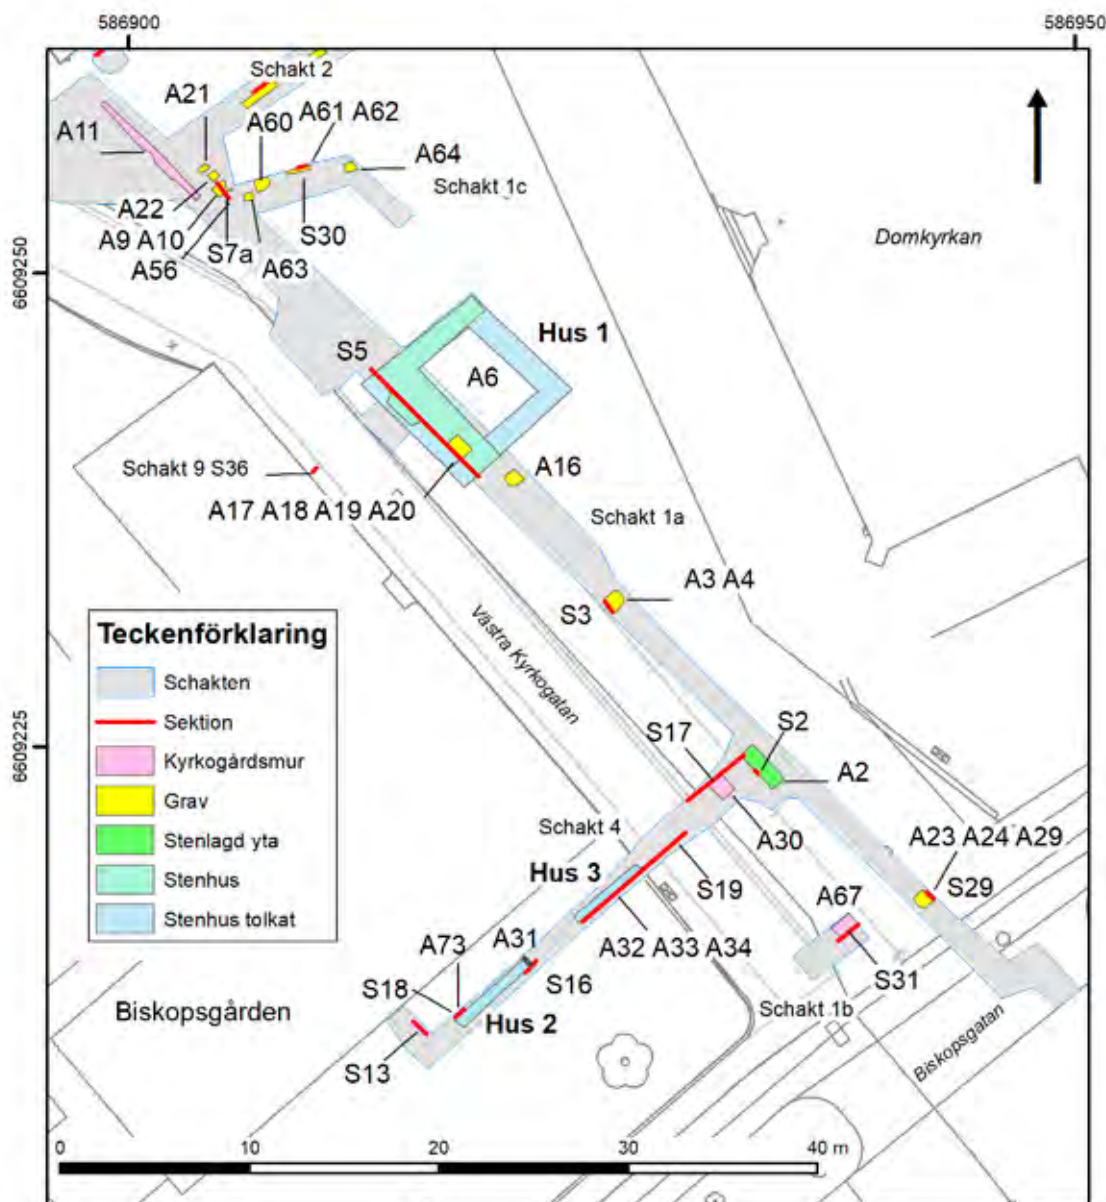 586900
586950
Schakt 2
A21
A61 A62
A60
A11
A64
Schakt 1c
A22
S30
A9 A10
S7a
A56
A63
Domkyrkan
6609250
Hus 1
S5
A6
Schakt 9 S36
A16
A17 A18 A19 A20
Schakt 1a
A3 A4
S3
Västra Kyrkogatan
Teckenförklaring
Schakten
Sektion
Kyrkogårdsmur
Grav
Stenlagd yta
Stenhus
Stenhus tolkat
6609225
S2
S17
A2
Schakt 4
A30
A23 A24 A29
Hus 3
S19
A67
S29
A31
A32 A33 A34
A73
S16
S31
S18
Schakt 1b
Biskopsgården
Hus 2
Biskopsgatan
S13
0 10 20 30 40 m